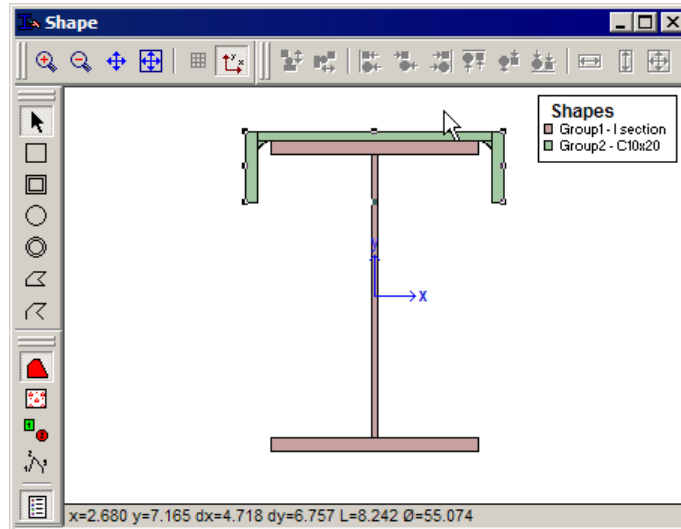 Shape
Shapes
Group1 - I section
Group2 - C10x20
y
x
x=2.680 y=7.165 dx=4.718 dy=6.757 L=8.242 Ø=55.074